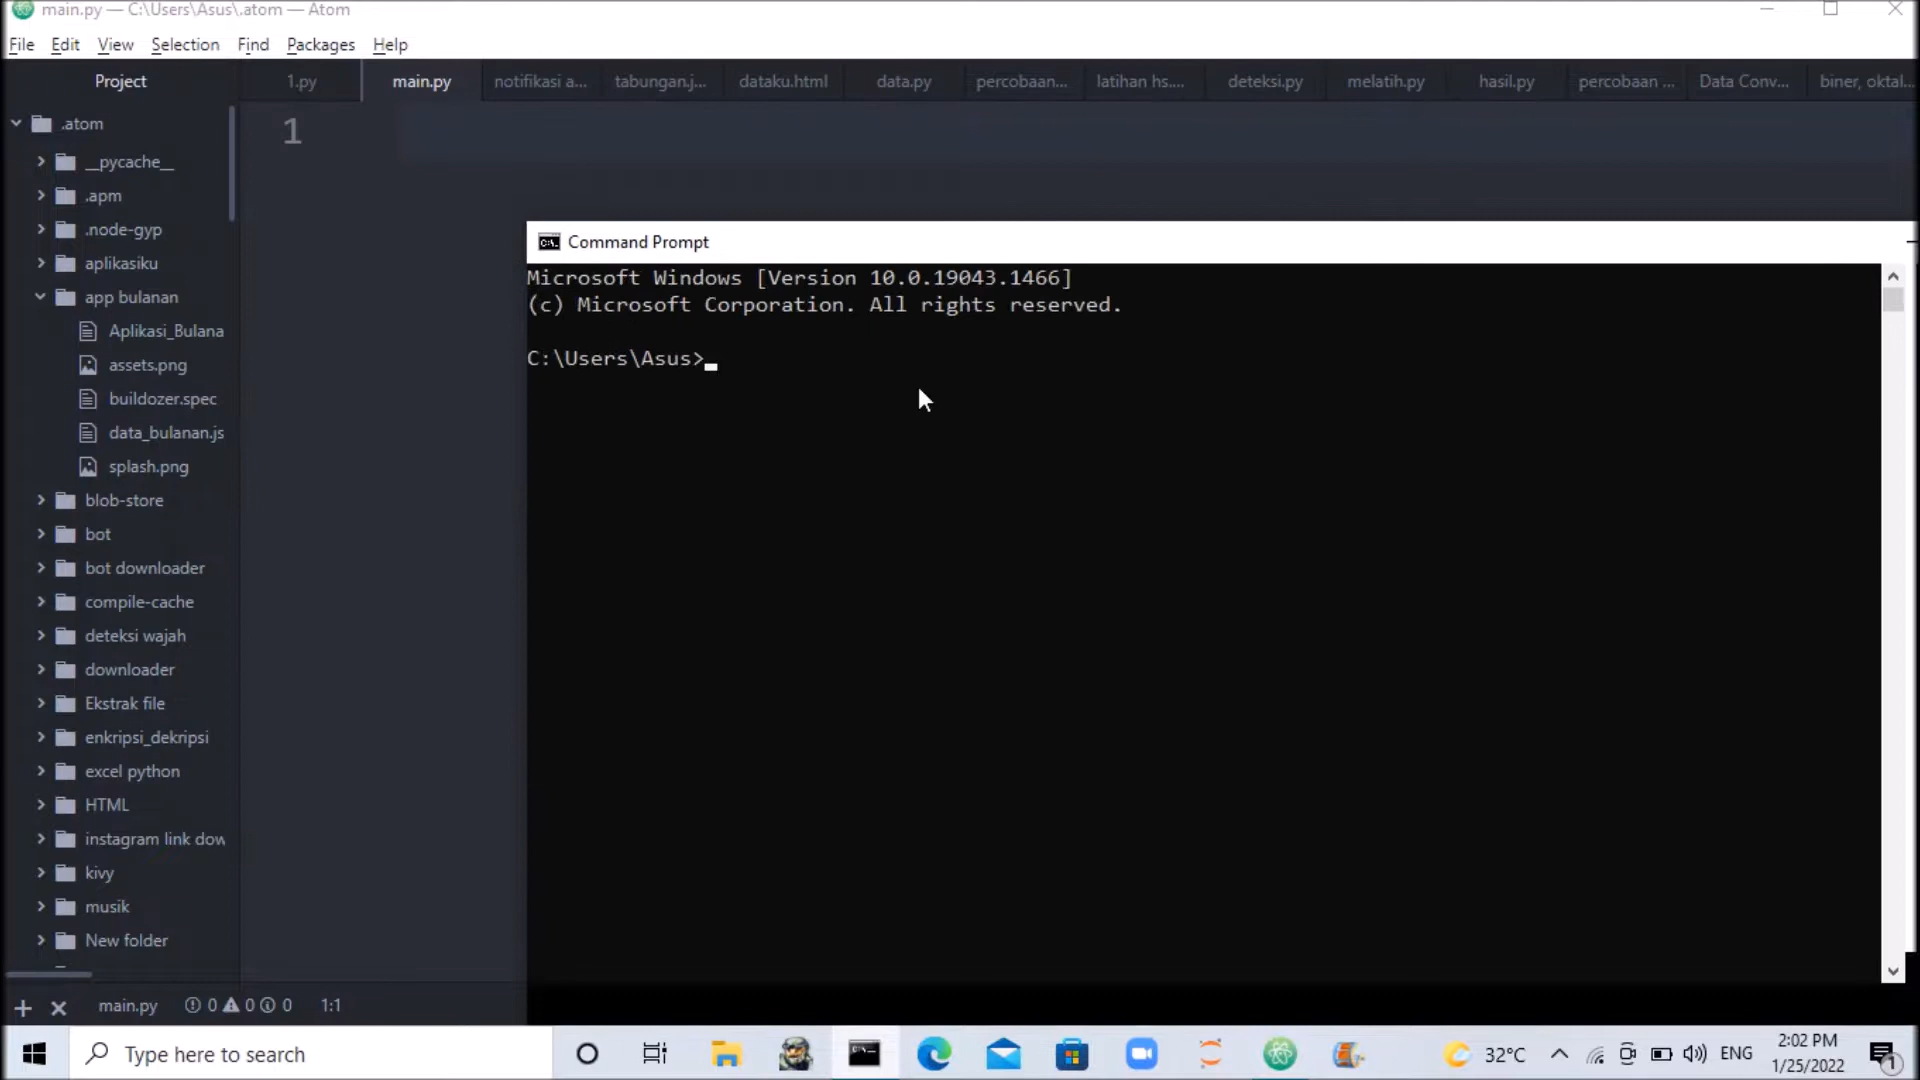 main.py — C:\Users\Asus\.atom — Atom
File Edit View Selection Find Packages Help
Project
1.py main.py notifikasi a... tabungan.j... dataku.html data.py percobaan... latihan hs.... deteksi.py melatih.py hasil.py percobaan ... Data Conv... biner, oktal...
.atom
1
__pycache__
.apm
.node-gyp
aplikasiku
app bulanan
Aplikasi_Bulana
assets.png
buildozer.spec
data_bulanan.js
splash.png
blob-store
bot
bot downloader
compile-cache
deteksi wajah
downloader
Ekstrak file
enkripsi_dekripsi
excel python
HTML
instagram link dow
kivy
musik
New folder
Command Prompt
Microsoft Windows [Version 10.0.19043.1466]
(c) Microsoft Corporation. All rights reserved.
C:\Users\Asus>
main.py 0 0 0 1:1
Type here to search
32°C ENG
2:02 PM
1/25/2022
1